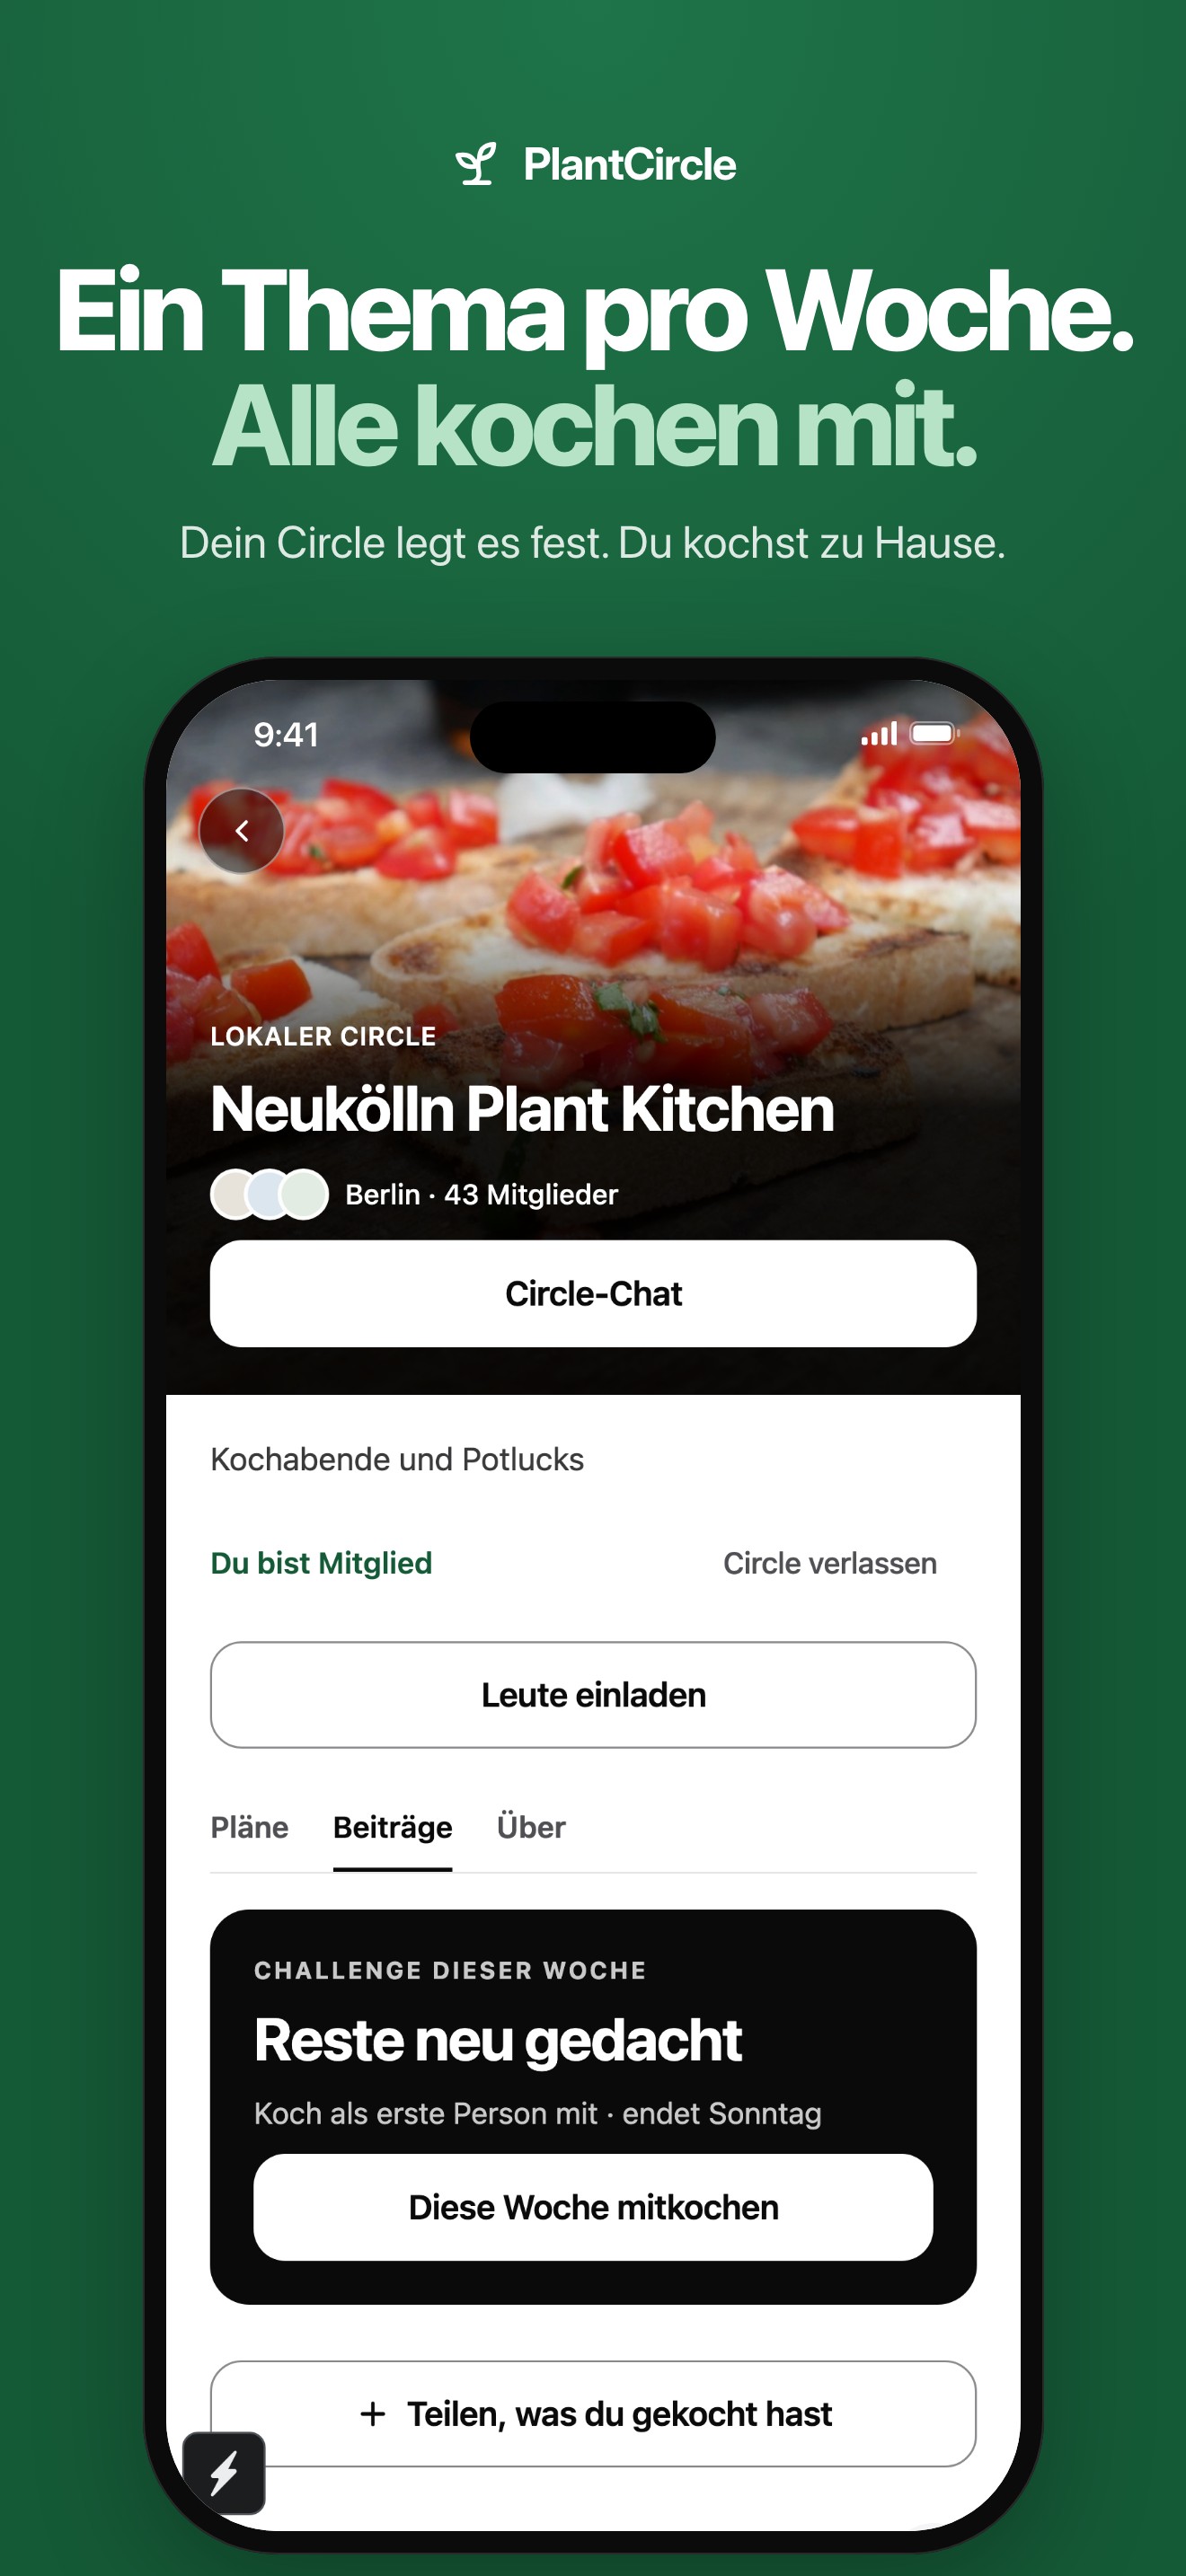 PlantCircle
Ein Thema pro Woche.
Alle kochen mit.
Dein Circle legt es fest. Du kochst zu Hause.
9:41
LOKALER CIRCLE
Neukölln Plant Kitchen
Berlin · 43 Mitglieder
Circle-Chat
Kochabende und Potlucks
Du bist Mitglied
Circle verlassen
Leute einladen
Pläne Beiträge Über
CHALLENGE DIESER WOCHE
Reste neu gedacht
Koch als erste Person mit · endet Sonntag
Diese Woche mitkochen
+ Teilen, was du gekocht hast